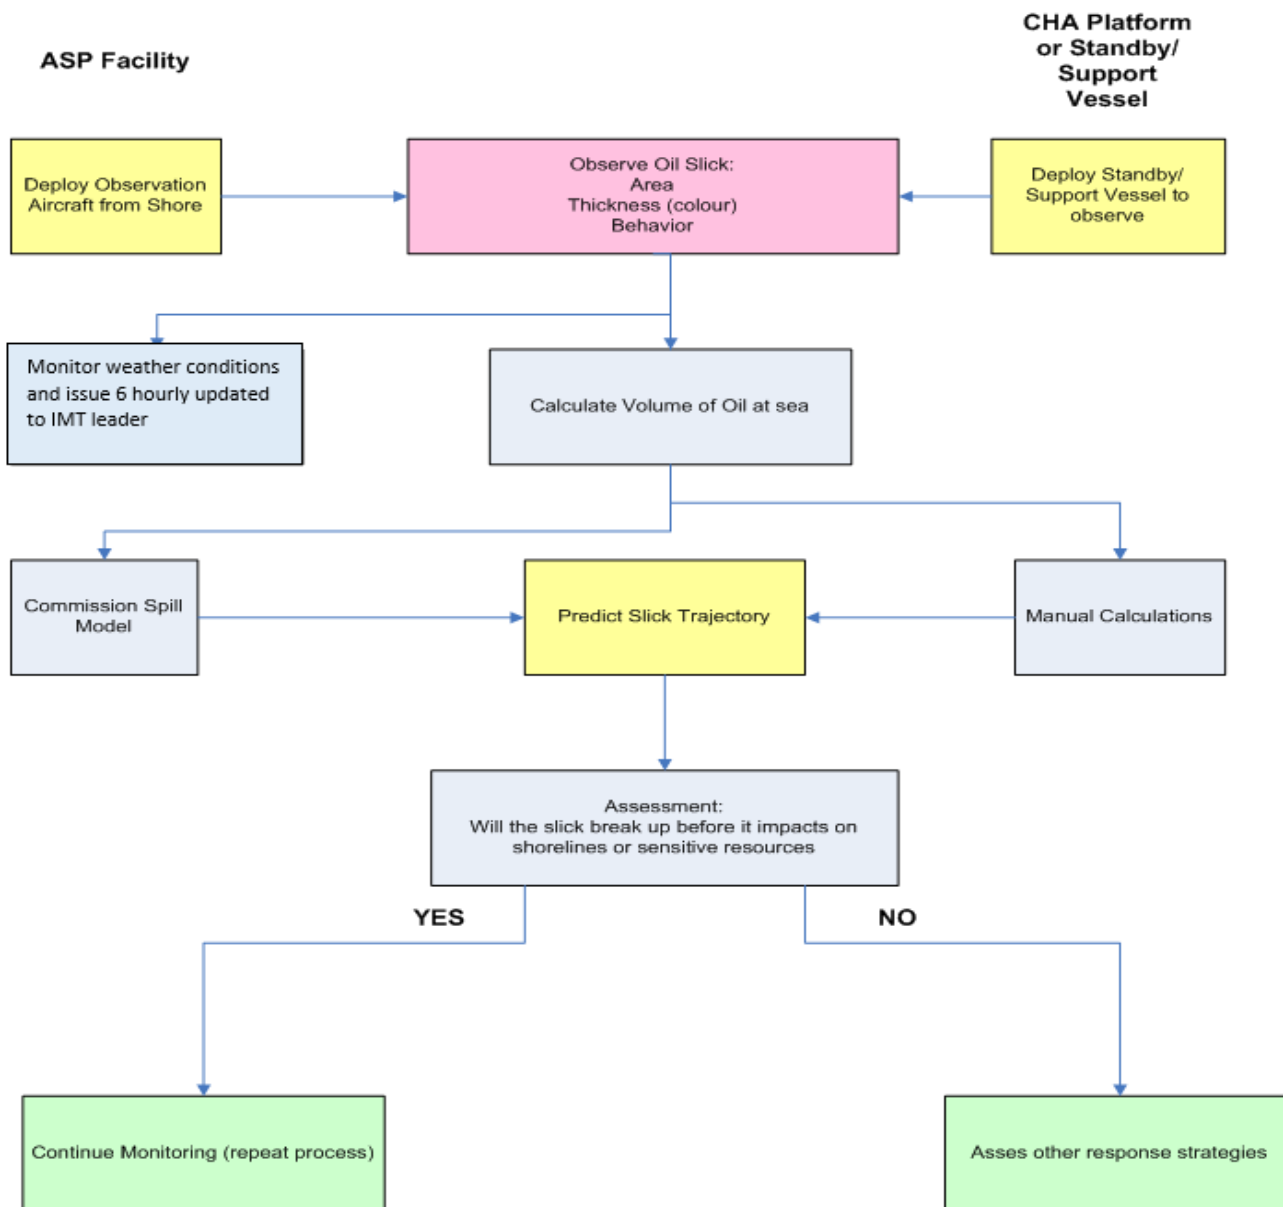 ASP Facility
CHA Platform
or Standby/
Support
Vessel
Deploy Observation
Aircraft from Shore
Observe Oil Slick:
Area
Thickness (colour)
Behavior
Deploy Standby/
Support Vessel to
observe
Monitor weather conditions
and issue 6 hourly updated
to IMT leader
Calculate Volume of Oil at sea
Commission Spill
Model
Predict Slick Trajectory
Manual Calculations
Assessment:
Will the slick break up before it impacts on
shorelines or sensitive resources
YES
NO
Continue Monitoring (repeat process)
Asses other response strategies